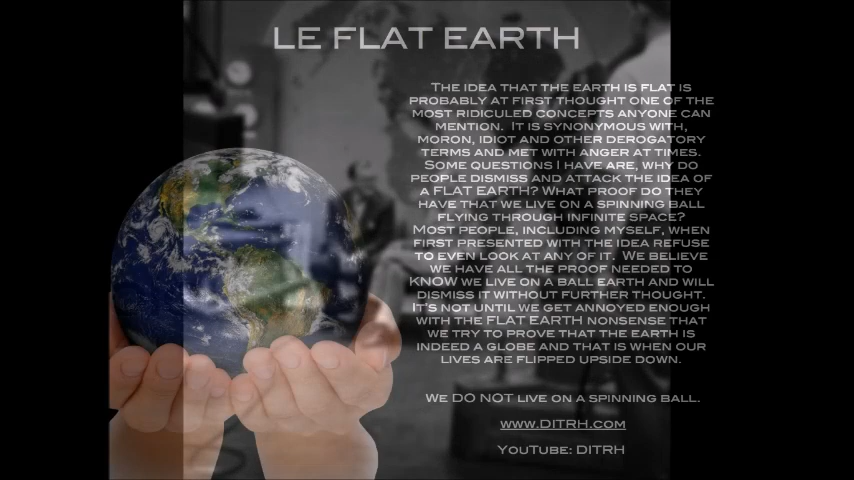 LE FLAT EARTH
THE IDEA THAT THE EARTH IS FLAT IS
PROBABLY AT FIRST THOUGHT ONE OF THE
MOST RIDICULED CONCEPTS ANYONE CAN
MENTION. IT IS SYNONYMOUS WITH,
MORON, IDIOT AND OTHER DEROGATORY
TERMS AND MET WITH ANGER AT TIMES.
SOME QUESTIONS I HAVE ARE, WHY DO
PEOPLE DISMISS AND ATTACK THE IDEA OF
A FLAT EARTH? WHAT PROOF DO THEY
HAVE THAT WE LIVE ON A SPINNING BALL
FLYING THROUGH INFINITE SPACE?
MOST PEOPLE, INCLUDING MYSELF, WHEN
FIRST PRESENTED WITH THE IDEA REFUSE
TO EVEN LOOK AT ANY OF IT. WE BELIEVE
WE HAVE ALL THE PROOF NEEDED TO
KNOW WE LIVE ON A BALL EARTH AND WILL
DISMISS IT WITHOUT FURTHER THOUGHT.
IT'S NOT UNTIL WE GET ANNOYED ENOUGH
WITH THE FLAT EARTH NONSENSE THAT
WE TRY TO PROVE THAT THE EARTH IS
INDEED A GLOBE AND THAT IS WHEN OUR
LIVES ARE FLIPPED UPSIDE DOWN.
WE DO NOT LIVE ON A SPINNING BALL.
WWW.DITRH.COM
YOUTUBE: DITRH